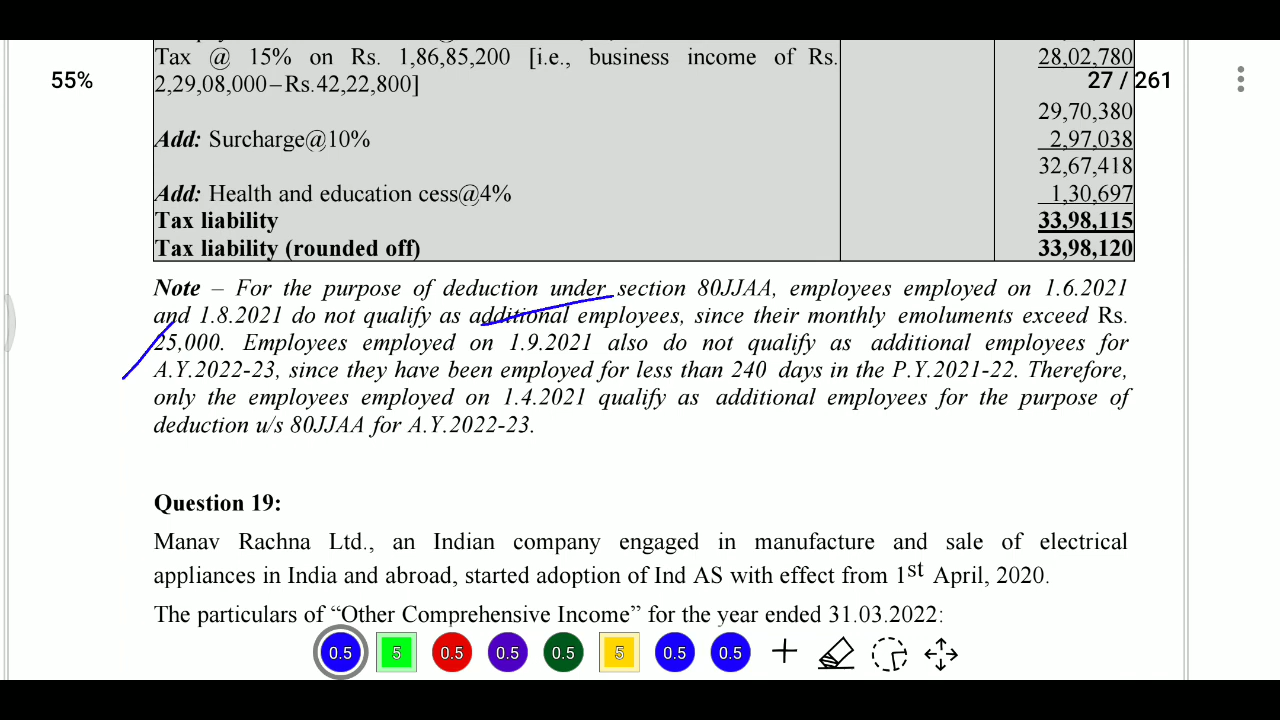 55%
27 / 261
Tax @ 15% on Rs. 1,86,85,200 [i.e., business income of Rs. 28,02,780
2,29,08,000–Rs.42,22,800]
29,70,380
Add: Surcharge@10% 2,97,038
32,67,418
Add: Health and education cess@4% 1,30,697
Tax liability 33,98,115
Tax liability (rounded off) 33,98,120
Note – For the purpose of deduction under section 80JJAA, employees employed on 1.6.2021
and 1.8.2021 do not qualify as additional employees, since their monthly emoluments exceed Rs.
25,000. Employees employed on 1.9.2021 also do not qualify as additional employees for
A.Y.2022-23, since they have been employed for less than 240 days in the P.Y.2021-22. Therefore,
only the employees employed on 1.4.2021 qualify as additional employees for the purpose of
deduction u/s 80JJAA for A.Y.2022-23.
Question 19:
Manav Rachna Ltd., an Indian company engaged in manufacture and sale of electrical
appliances in India and abroad, started adoption of Ind AS with effect from 1st April, 2020.
The particulars of “Other Comprehensive Income” for the year ended 31.03.2022:
0.5 5 0.5 0.5 0.5 5 0.5 0.5